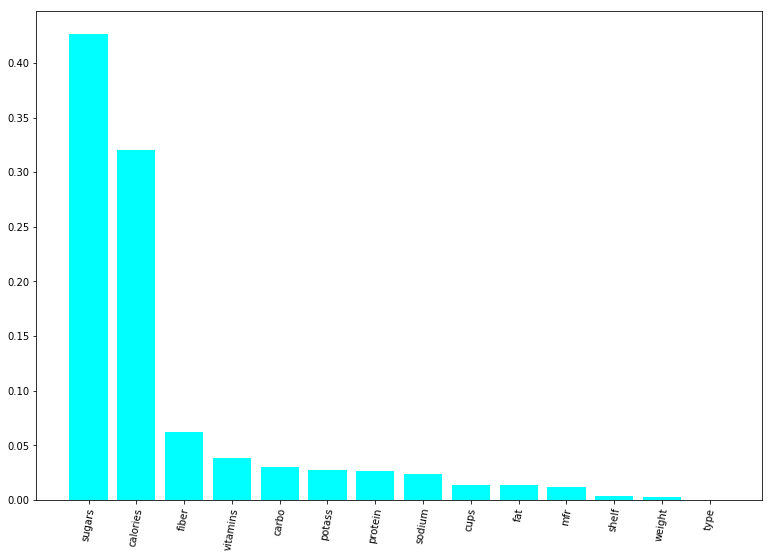 0.40
0.35
0.30
0.25
0.20
0.15
0.10
0.05
0.00
sugars
calories
fiber
vitamins
carbo
potass
protein
sodium
cups
fat
mfr
shelf
weight
type